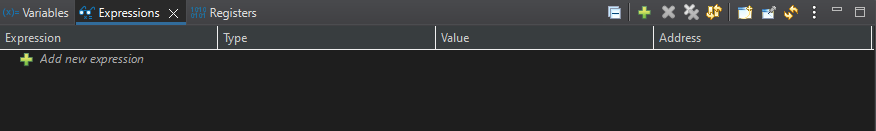 (x)= Variables Expressions Registers
Expression Type Value Address
Add new expression